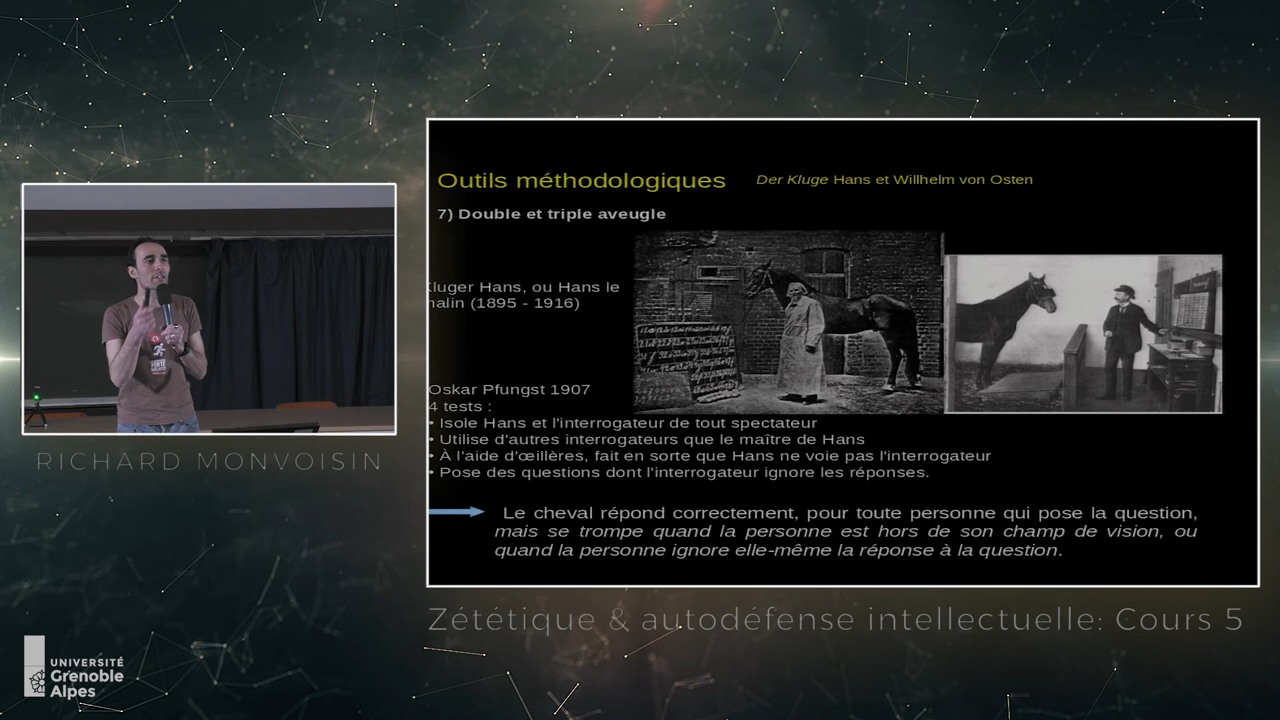 Outils méthodologiques
Der Kluge Hans et Willhelm von Osten
7) Double et triple aveugle
Kluger Hans, ou Hans le
malin (1895 - 1916)
Oskar Pfungst 1907
4 tests :
• Isole Hans et l'interrogateur de tout spectateur
• Utilise d'autres interrogateurs que le maître de Hans
• À l'aide d'œillères, fait en sorte que Hans ne voie pas l'interrogateur
• Pose des questions dont l'interrogateur ignore les réponses.
Le cheval répond correctement, pour toute personne qui pose la question,
mais se trompe quand la personne est hors de son champ de vision, ou
quand la personne ignore elle-même la réponse à la question.
RICHARD MONVOISIN
Zététique & autodéfense intellectuelle: Cours 5
UNIVERSITÉ
Grenoble
Alpes